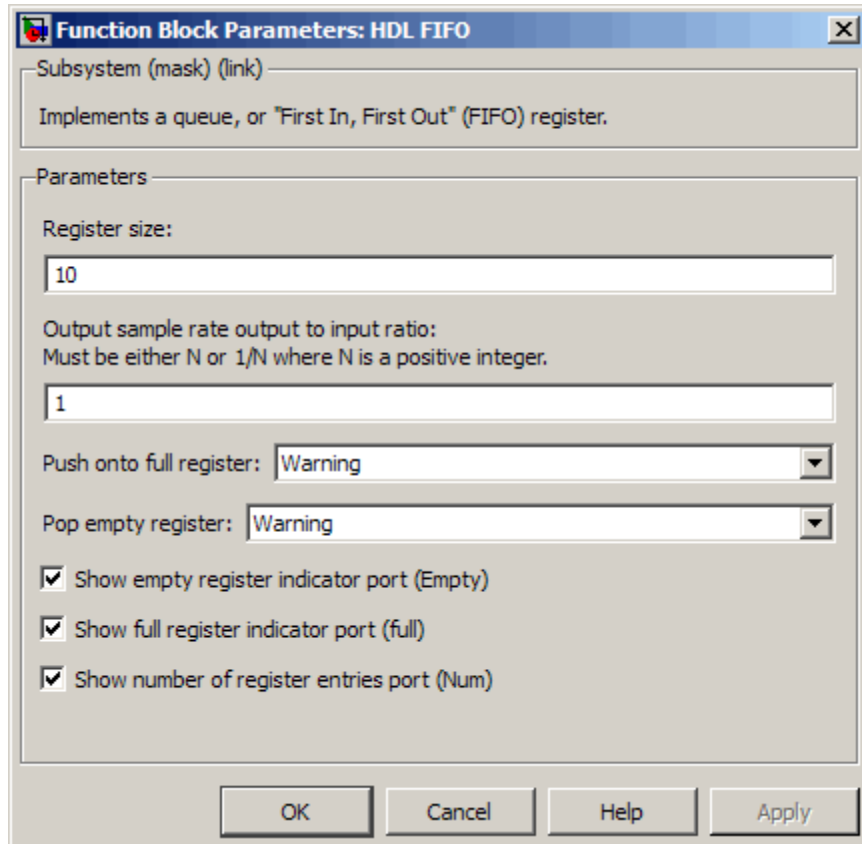 Function Block Parameters: HDL FIFO
Subsystem (mask) (link)
Implements a queue, or "First In, First Out" (FIFO) register.
Parameters
Register size:
10
Output sample rate output to input ratio:
Must be either N or 1/N where N is a positive integer.
1
Push onto full register: Warning
Pop empty register: Warning
Show empty register indicator port (Empty)
Show full register indicator port (full)
Show number of register entries port (Num)
OK Cancel Help Apply